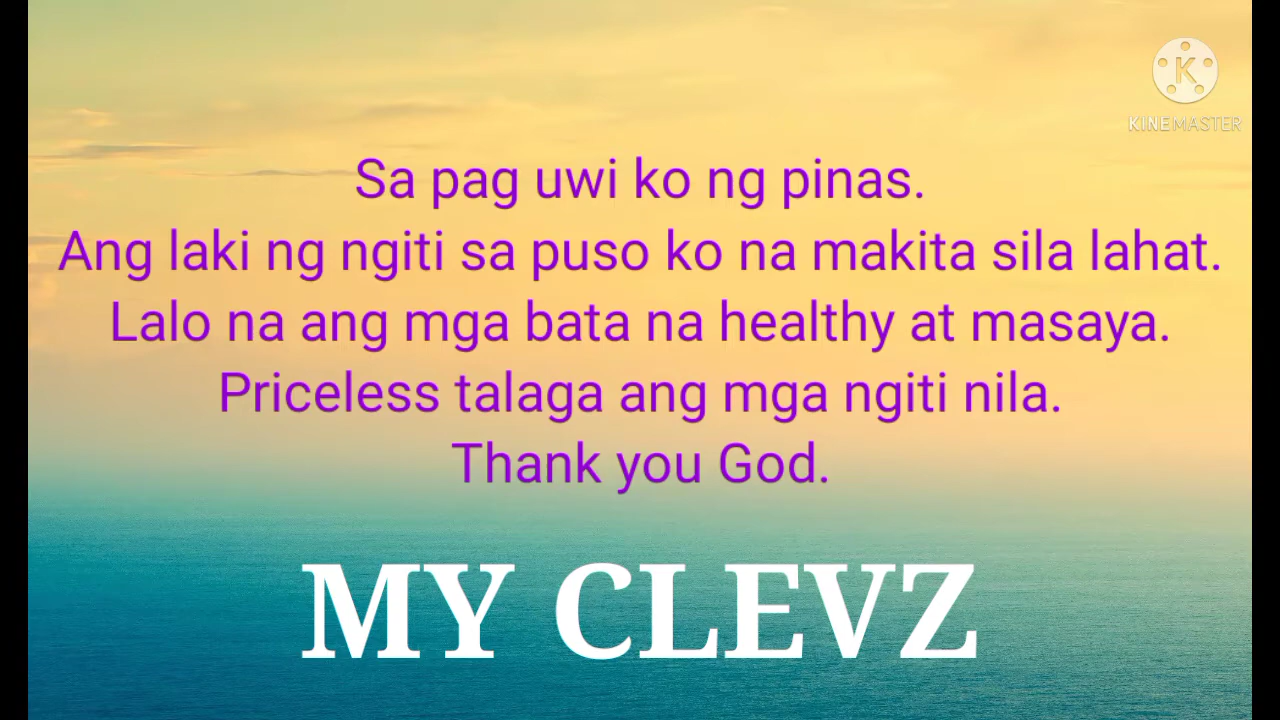 KINEMASTER
Sa pag uwi ko ng pinas.
Ang laki ng ngiti sa puso ko na makita sila lahat.
Lalo na ang mga bata na healthy at masaya.
Priceless talaga ang mga ngiti nila.
Thank you God.
MY CLEVZ